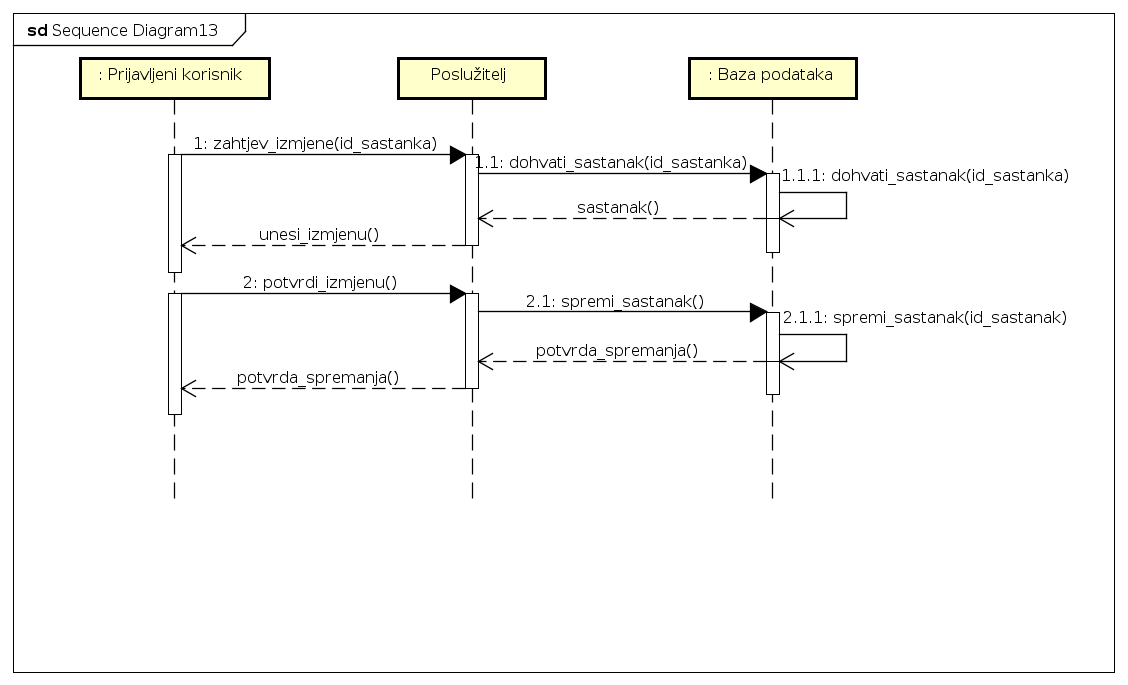 sd Sequence Diagram13
: Prijavljeni korisnik
Poslužitelj
: Baza podataka
1: zahtjev_izmjene(id_sastanka)
1.1: dohvati_sastanak(id_sastanka)
1.1.1: dohvati_sastanak(id_sastanka)
sastanak()
unesi_izmjenu()
2: potvrdi_izmjenu()
2.1: spremi_sastanak()
2.1.1: spremi_sastanak(id_sastanak)
potvrda_spremanja()
potvrda_spremanja()